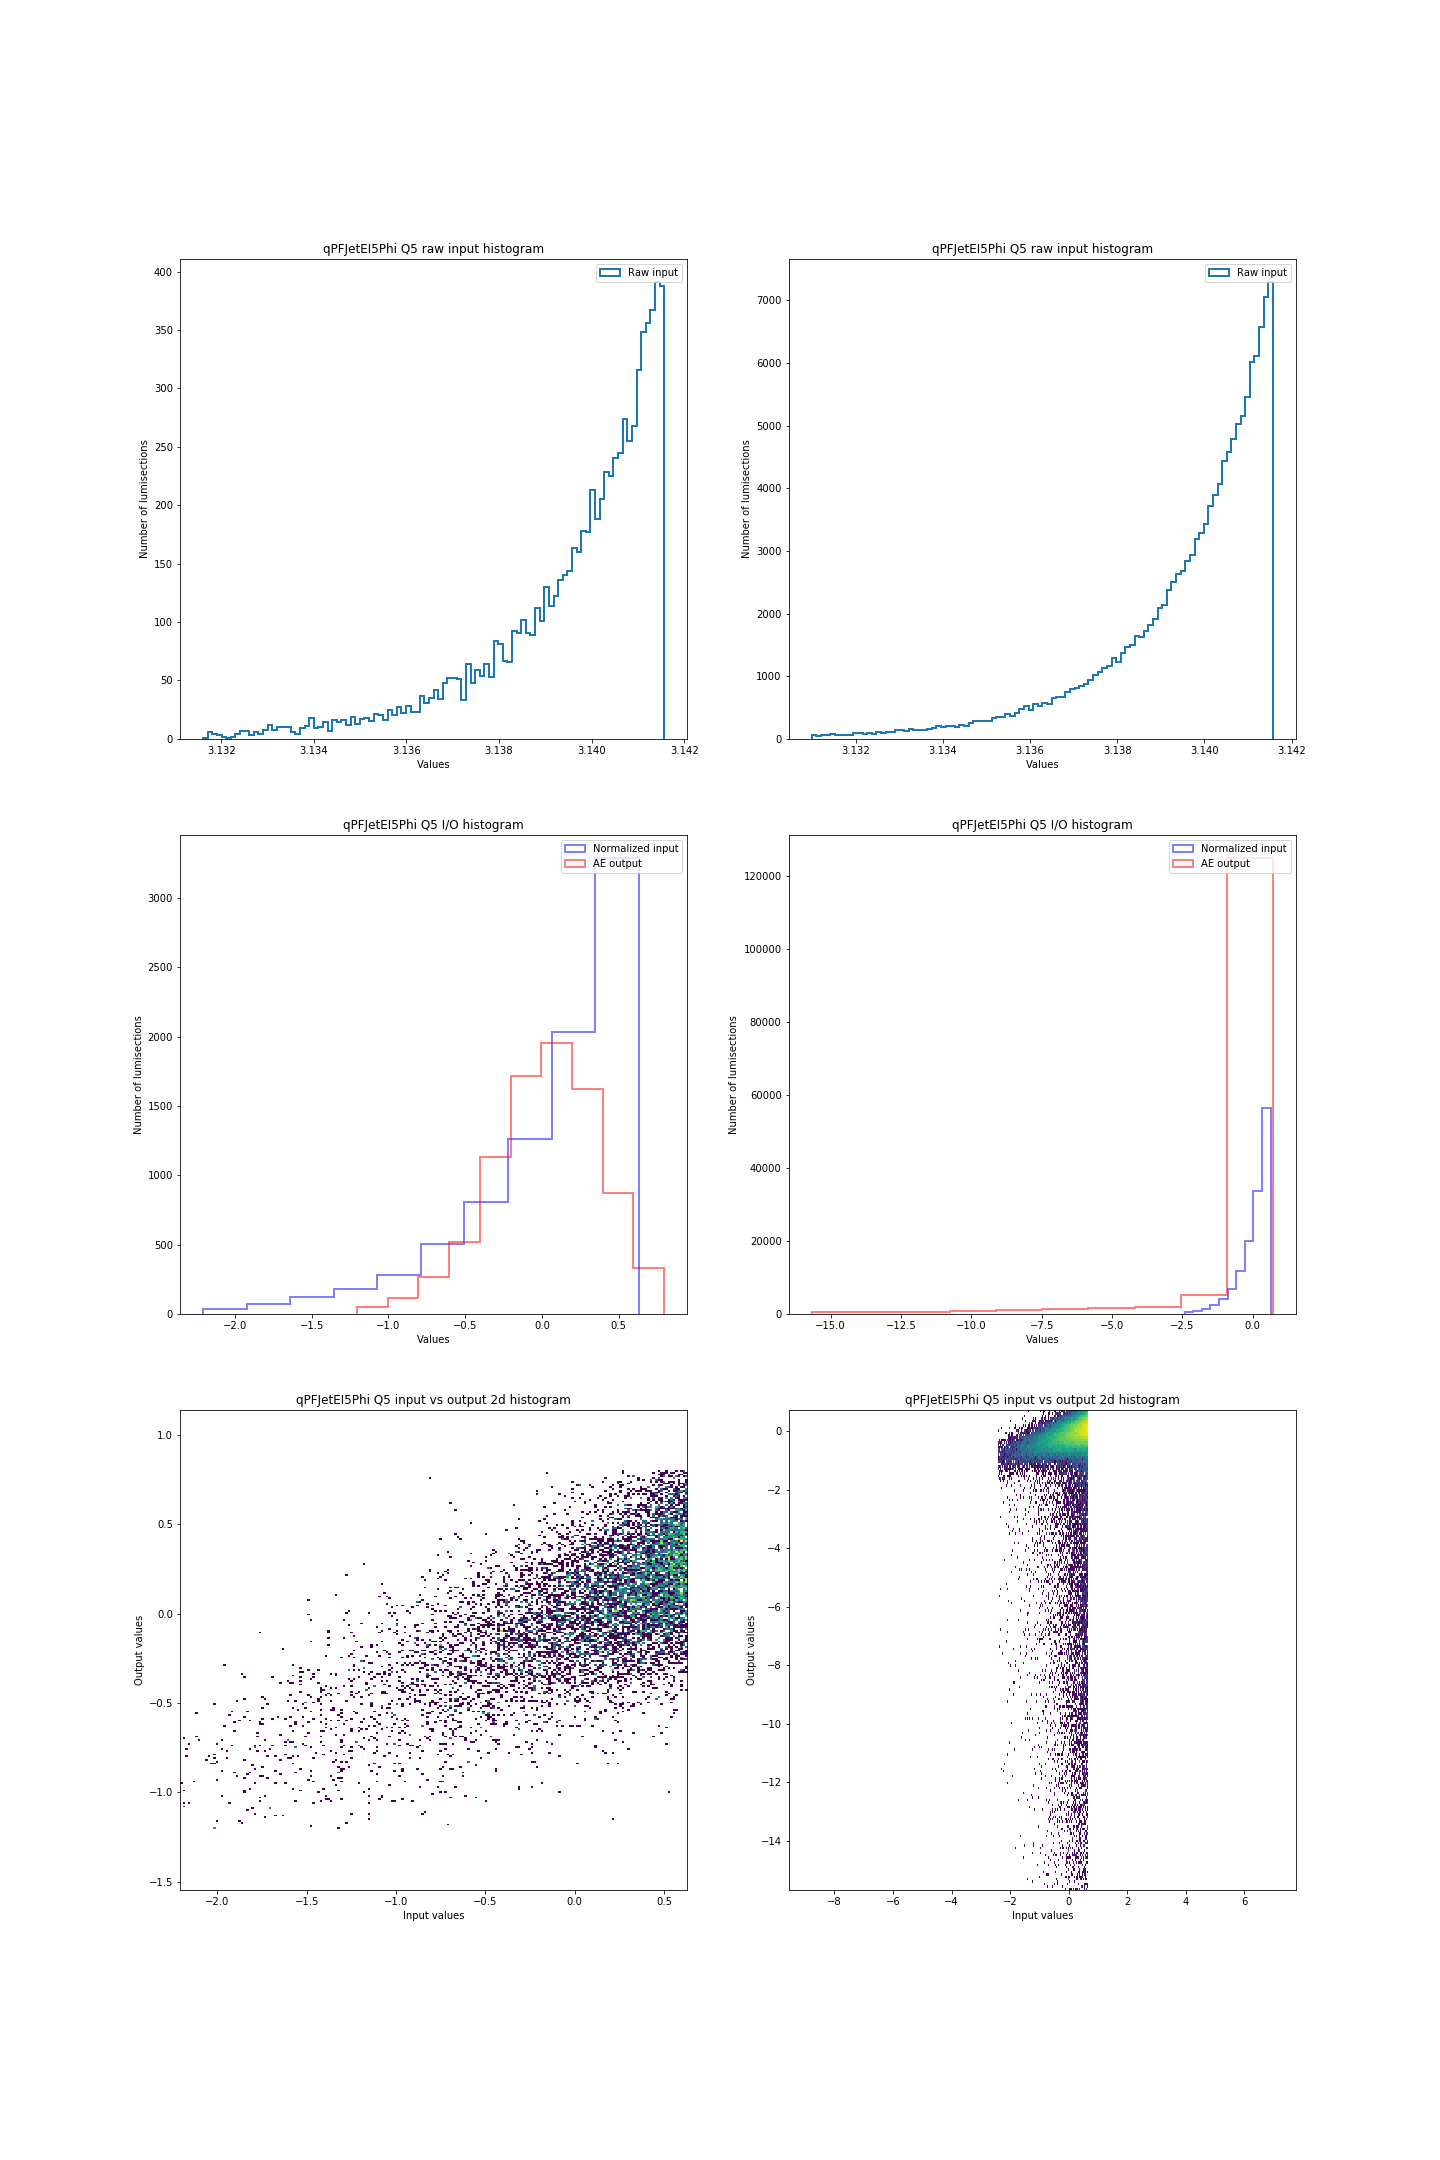 qPFJetEI5Phi Q5 raw input histogram
Raw input
400
350
300
250
200
150
100
50
0
Number of lumisections
3.132 3.134 3.136 3.138 3.140 3.142
Values
qPFJetEI5Phi Q5 raw input histogram
Raw input
7000
6000
5000
4000
3000
2000
1000
0
Number of lumisections
3.132 3.134 3.136 3.138 3.140 3.142
Values
qPFJetEI5Phi Q5 I/O histogram
Normalized input
AE output
3000
2500
2000
1500
1000
500
0
Number of lumisections
−2.0 −1.5 −1.0 −0.5 0.0 0.5
Values
qPFJetEI5Phi Q5 I/O histogram
Normalized input
AE output
120000
100000
80000
60000
40000
20000
0
Number of lumisections
−15.0 −12.5 −10.0 −7.5 −5.0 −2.5 0.0
Values
qPFJetEI5Phi Q5 input vs output 2d histogram
1.0
0.5
0.0
−0.5
−1.0
−1.5
Output values
−2.0 −1.5 −1.0 −0.5 0.0 0.5
Input values
qPFJetEI5Phi Q5 input vs output 2d histogram
0
−2
−4
−6
−8
−10
−12
−14
Output values
−8 −6 −4 −2 0 2 4 6
Input values